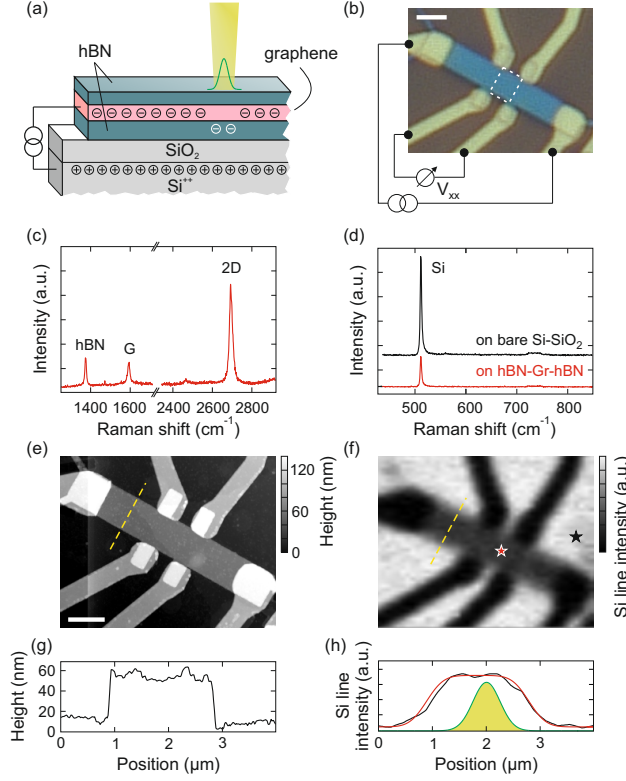 (a)
hBN
graphene
SiO2
Si++
(b)
Vxx
(c)
Intensity (a.u.)
hBN
G
2D
1400 1600 2400 2600 2800
Raman shift (cm-1)
(d)
Intensity (a.u.)
Si
on bare Si-SiO2
on hBN-Gr-hBN
500 600 700 800
Raman shift (cm-1)
(e)
120
60
0
Height (nm)
(f)
Si line intensity (a.u.)
(g)
Height (nm)
60
40
20
0
0 1 2 3
Position (µm)
(h)
Si line
intensity (a.u.)
0 1 2 3
Position (µm)